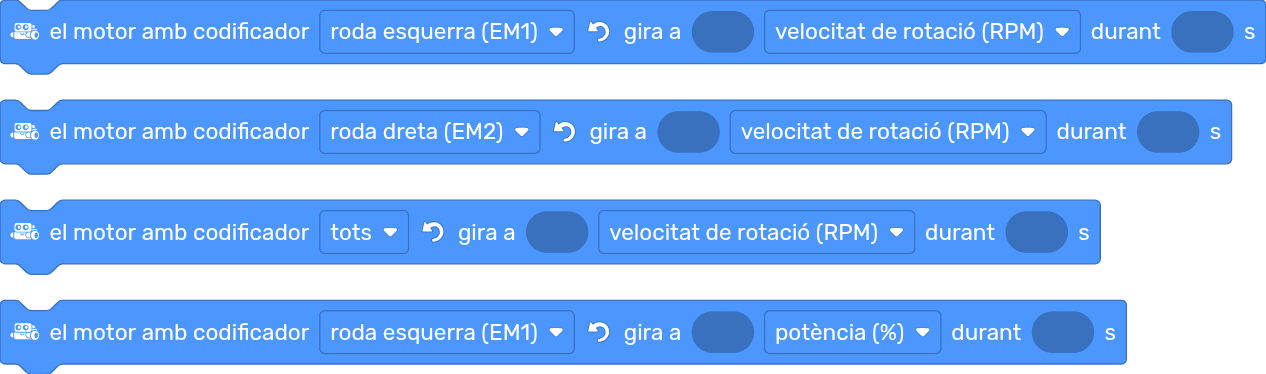 el motor amb codificador roda esquerra (EM1) gira a velocitat de rotació (RPM) durant s
el motor amb codificador roda dreta (EM2) gira a velocitat de rotació (RPM) durant s
el motor amb codificador tots gira a velocitat de rotació (RPM) durant s
el motor amb codificador roda esquerra (EM1) gira a potència (%) durant s